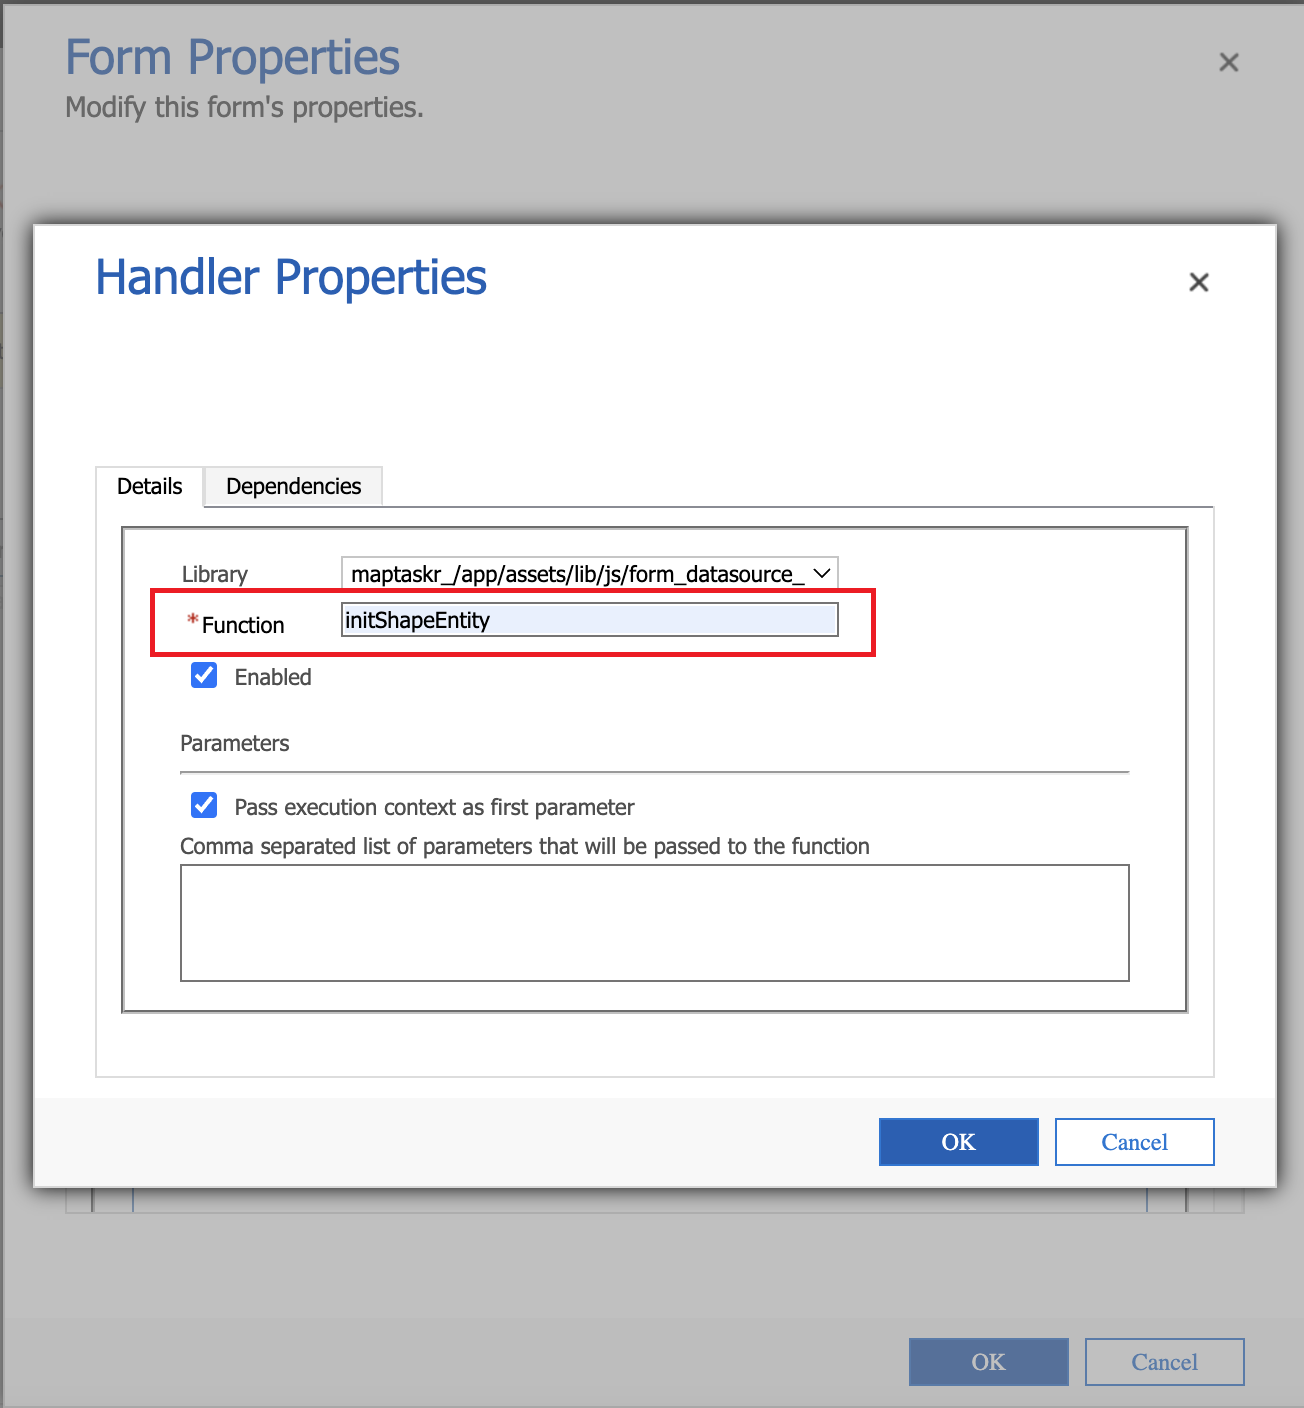 Form Properties
Modify this form's properties.
Handler Properties
Details Dependencies
Library maptaskr_/app/assets/lib/js/form_datasource_
*Function initShapeEntity
Enabled
Parameters
Pass execution context as first parameter
Comma separated list of parameters that will be passed to the function
OK Cancel
OK Cancel